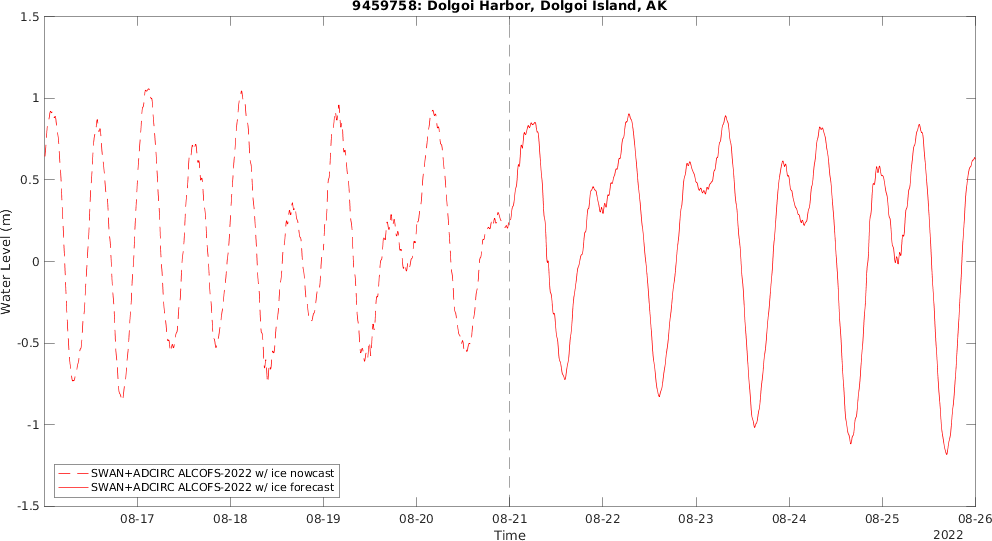 9459758: Dolgoi Harbor, Dolgoi Island, AK
1.5
1
0.5
0
-0.5
-1
-1.5
Water Level (m)
SWAN+ADCIRC ALCOFS-2022 w/ ice nowcast
SWAN+ADCIRC ALCOFS-2022 w/ ice forecast
08-17 08-18 08-19 08-20 08-21 08-22 08-23 08-24 08-25 08-26
Time
2022